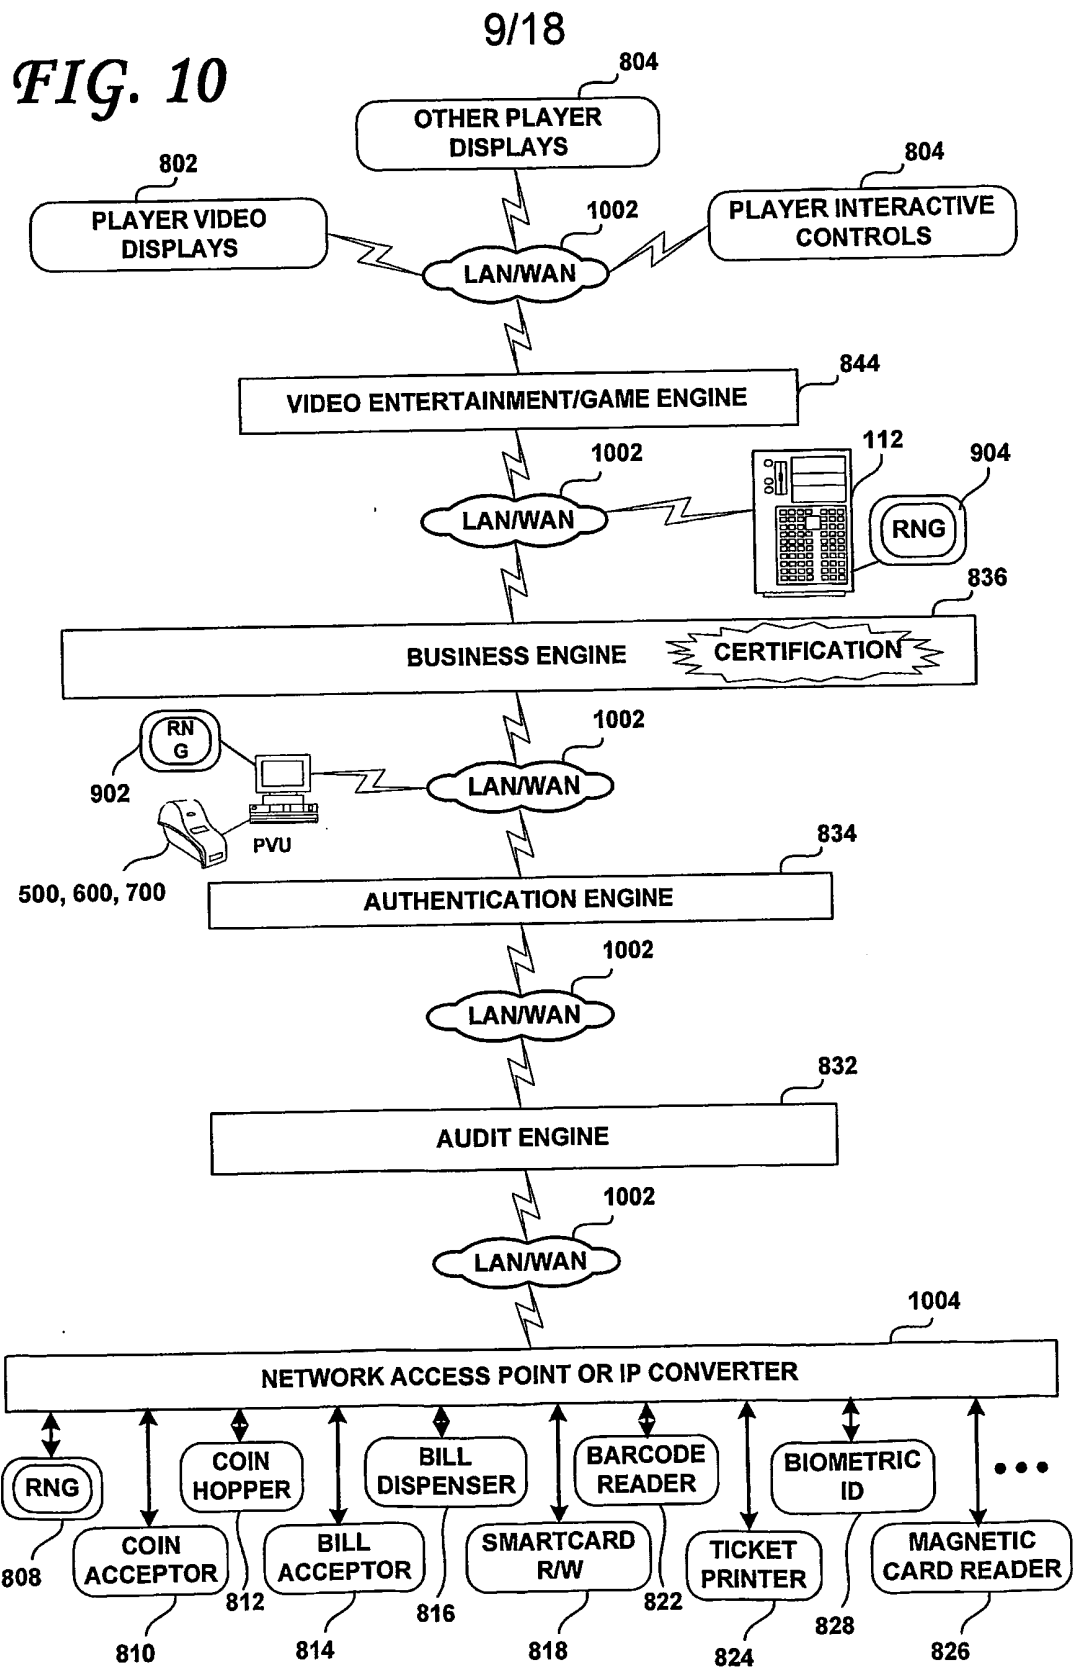 9/18
FIG. 10
804
OTHER PLAYER
DISPLAYS
802
PLAYER VIDEO
DISPLAYS
804
PLAYER INTERACTIVE
CONTROLS
1002
LAN/WAN
844
VIDEO ENTERTAINMENT/GAME ENGINE
1002
LAN/WAN
112
904
RNG
836
BUSINESS ENGINE
CERTIFICATION
RN
G
902
1002
LAN/WAN
PVU
500, 600, 700
834
AUTHENTICATION ENGINE
1002
LAN/WAN
832
AUDIT ENGINE
1002
LAN/WAN
1004
NETWORK ACCESS POINT OR IP CONVERTER
RNG
808
COIN
ACCEPTOR
810
COIN
HOPPER
812
BILL
ACCEPTOR
814
BILL
DISPENSER
816
SMARTCARD
R/W
818
BARCODE
READER
822
TICKET
PRINTER
824
BIOMETRIC
ID
828
MAGNETIC
CARD READER
826